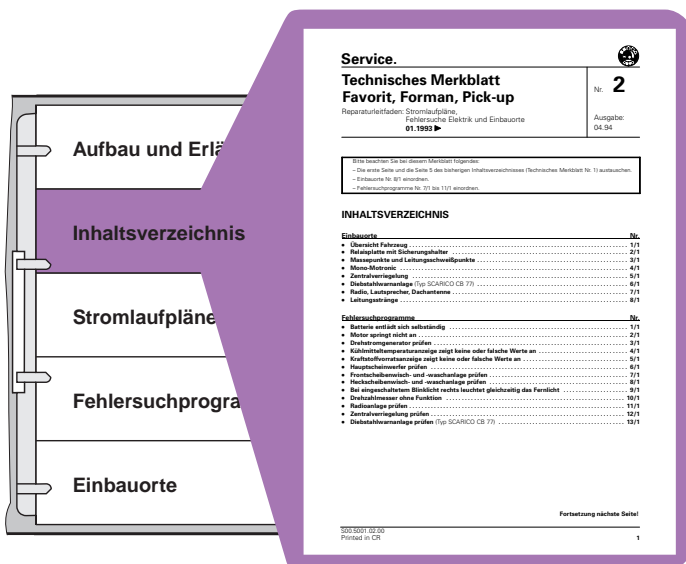 Aufbau und Erlä
Inhaltsverzeichnis
Stromlaufpläne
Fehlersuchprogra
Einbauorte
Service.
Technisches Merkblatt
Favorit, Forman, Pick-up
Reparaturleitfaden: Stromlaufpläne,
Fehlersuche Elektrik und Einbauorte
01.1993 ▶
Nr. 2
Ausgabe:
04.94
Bitte beachten Sie bei diesem Merkblatt folgendes:
– Die erste Seite und die Seite 5 des bisherigen Inhaltsverzeichnisses (Technisches Merkblatt Nr. 1) austauschen.
– Einbauorte Nr. 8/1 einordnen.
– Fehlersuchprogramme Nr. 7/1 bis 11/1 einordnen.
INHALTSVERZEICHNIS
Einbauorte Nr.
● Übersicht Fahrzeug 1/1
● Relaisplatte mit Sicherungshalter 2/1
● Massepunkte und Leitungsschweißpunkte 3/1
● Mono-Motronic 4/1
● Zentralverriegelung 5/1
● Diebstahlwarnanlage (Typ SCARICO CB 77) 6/1
● Radio, Lautsprecher, Dachantenne 7/1
● Leitungsstränge 8/1
Fehlersuchprogramme Nr.
● Batterie entlädt sich selbständig 1/1
● Motor springt nicht an 2/1
● Drehstromgenerator prüfen 3/1
● Kühlmitteltemperaturanzeige zeigt keine oder falsche Werte an 4/1
● Kraftstoffvorratsanzeige zeigt keine oder falsche Werte an 5/1
● Hauptscheinwerfer prüfen 6/1
● Frontscheibenwisch- und -waschanlage prüfen 7/1
● Heckscheibenwisch- und -waschanlage prüfen 8/1
● Bei eingeschaltetem Blinklicht rechts leuchtet gleichzeitig das Fernlicht 9/1
● Drehzahlmesser ohne Funktion 10/1
● Radioanlage prüfen 11/1
● Zentralverriegelung prüfen 12/1
● Diebstahlwarnanlage prüfen (Typ SCARICO CB 77) 13/1
Fortsetzung nächste Seite!
S00.5001.02.00
Printed in CR 1